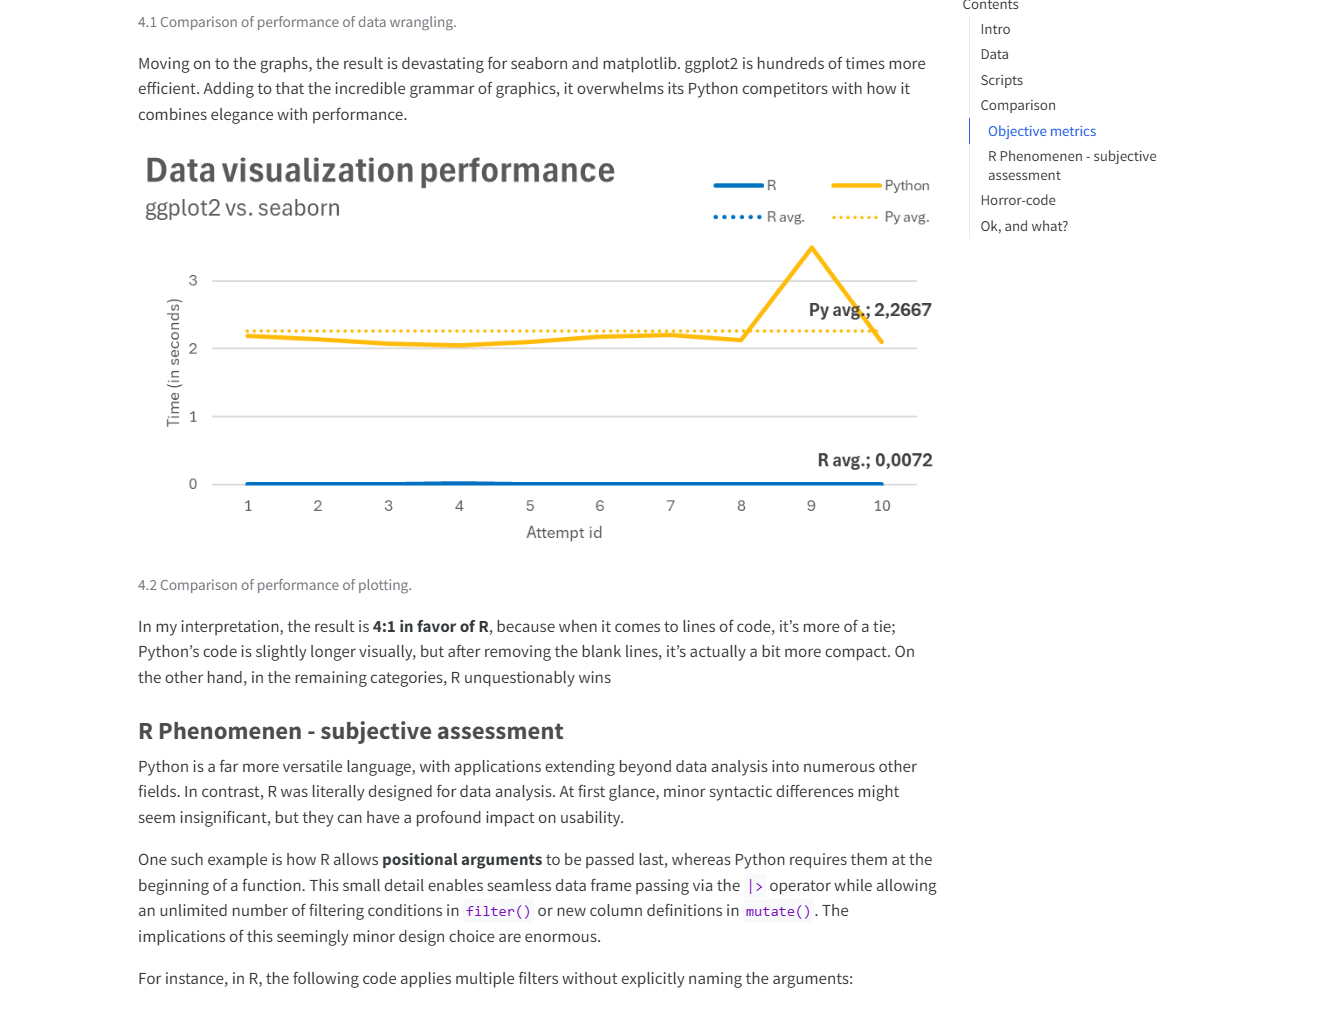 4.1 Comparison of performance of data wrangling.
Moving on to the graphs, the result is devastating for seaborn and matplotlib. ggplot2 is hundreds of times more
efficient. Adding to that the incredible grammar of graphics, it overwhelms its Python competitors with how it
combines elegance with performance.
Data visualization performance
ggplot2 vs. seaborn
R
Python
R avg.
Py avg.
Time (in seconds)
3
2
1
0
Py avg.; 2,2667
R avg.; 0,0072
1 2 3 4 5 6 7 8 9 10
Attempt id
4.2 Comparison of performance of plotting.
In my interpretation, the result is 4:1 in favor of R, because when it comes to lines of code, it's more of a tie;
Python's code is slightly longer visually, but after removing the blank lines, it's actually a bit more compact. On
the other hand, in the remaining categories, R unquestionably wins
R Phenomenen - subjective assessment
Python is a far more versatile language, with applications extending beyond data analysis into numerous other
fields. In contrast, R was literally designed for data analysis. At first glance, minor syntactic differences might
seem insignificant, but they can have a profound impact on usability.
One such example is how R allows positional arguments to be passed last, whereas Python requires them at the
beginning of a function. This small detail enables seamless data frame passing via the |> operator while allowing
an unlimited number of filtering conditions in filter() or new column definitions in mutate(). The
implications of this seemingly minor design choice are enormous.
For instance, in R, the following code applies multiple filters without explicitly naming the arguments:
Contents
Intro
Data
Scripts
Comparison
Objective metrics
R Phenomenen - subjective
assessment
Horror-code
Ok, and what?